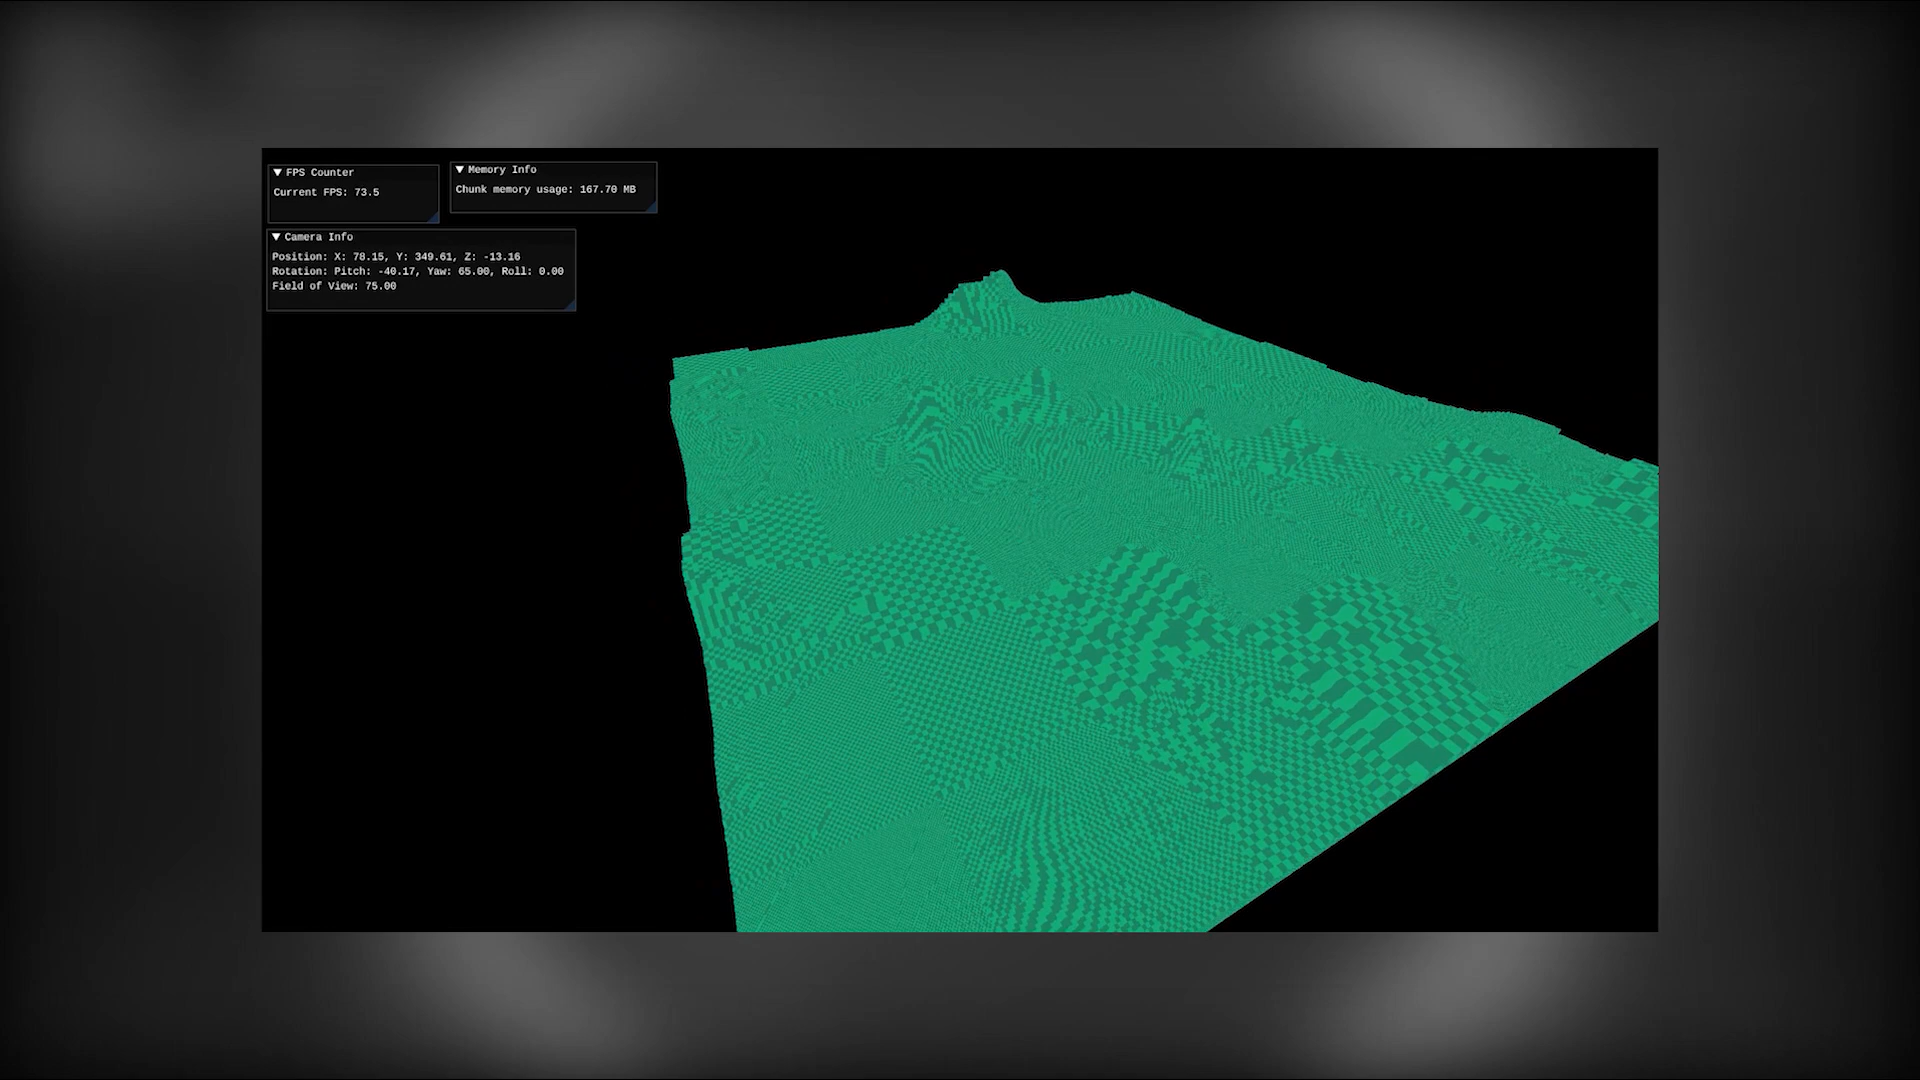 FPS Counter
Current FPS: 73.5
Memory Info
Chunk memory usage: 167.70 MB
Camera Info
Position: X: 78.15, Y: 349.61, Z: -13.16
Rotation: Pitch: -40.17, Yaw: 65.00, Roll: 0.00
Field of View: 75.00